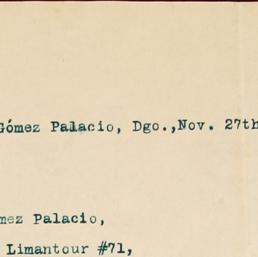 Gómez Palacio, Dgo.,Nov. 27th
mez Palacio,
Limantour #71,